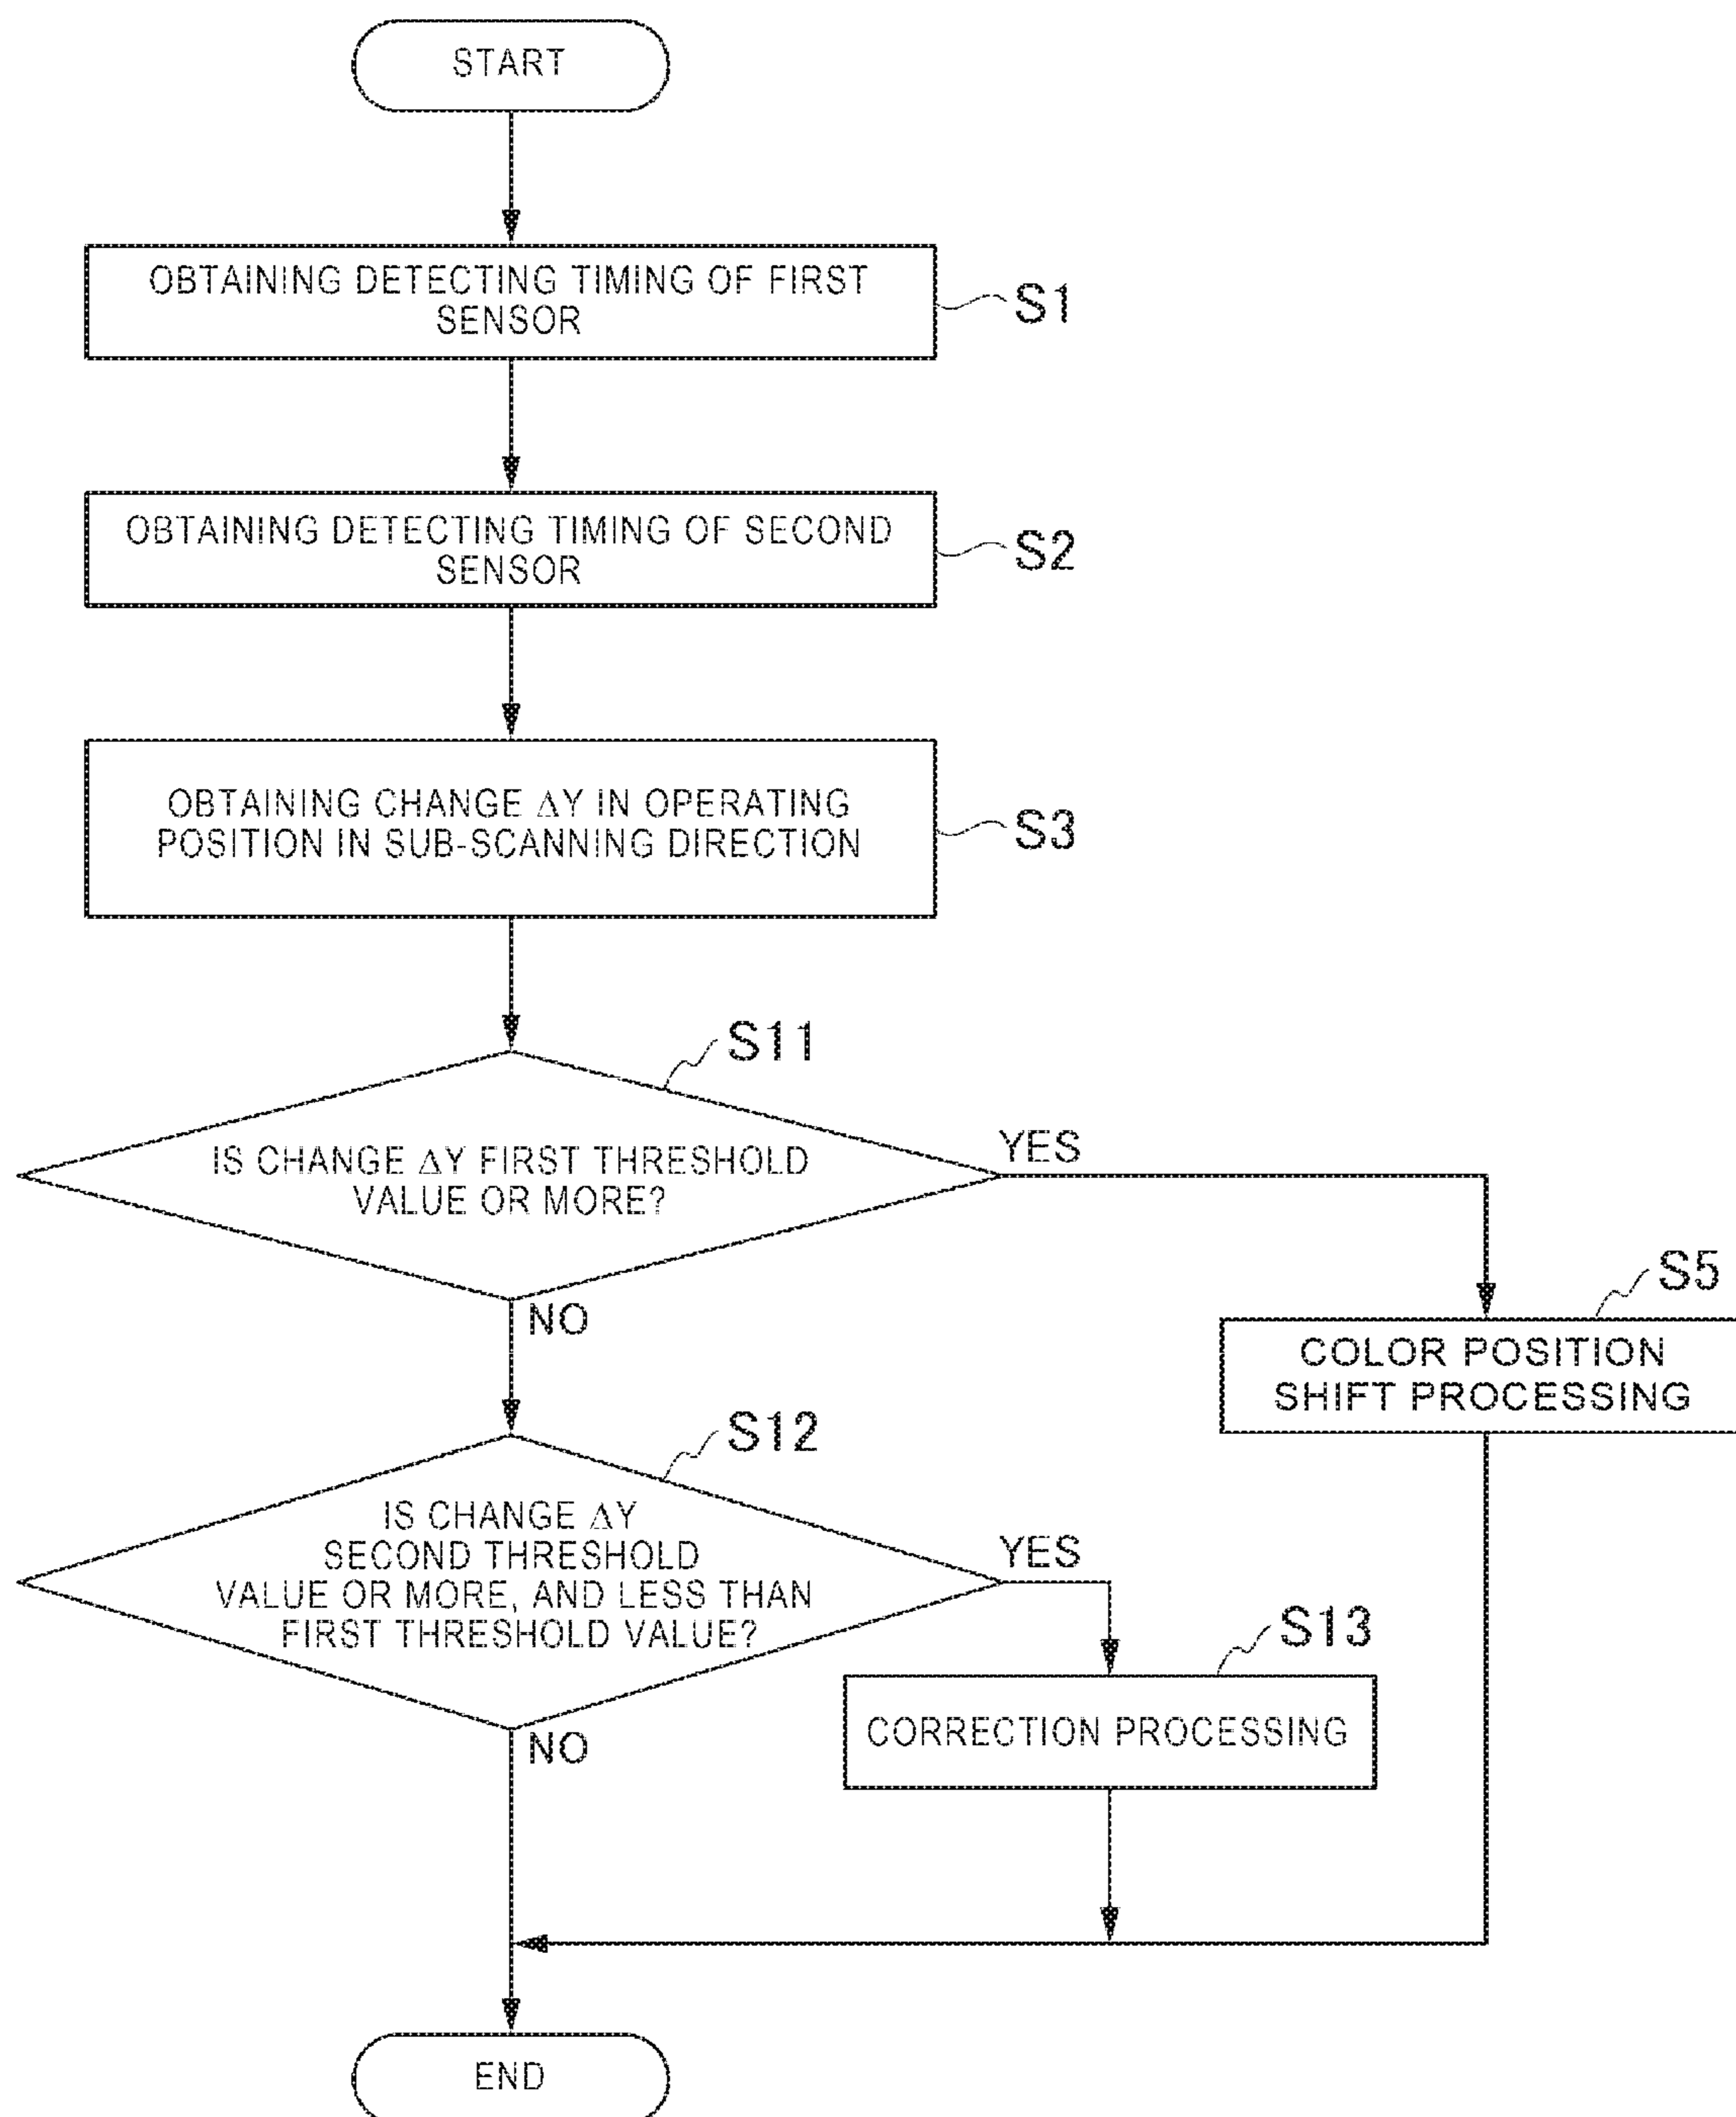 START
OBTAINING DETECTING TIMING OF FIRST
SENSOR
S1
OBTAINING DETECTING TIMING OF SECOND
SENSOR
S2
OBTAINING CHANGE ΔY IN OPERATING
POSITION IN SUB-SCANNING DIRECTION
S3
S11
IS CHANGE ΔY FIRST THRESHOLD
VALUE OR MORE?
YES
NO
S5
COLOR POSITION
SHIFT PROCESSING
S12
IS CHANGE ΔY
SECOND THRESHOLD
VALUE OR MORE, AND LESS THAN
FIRST THRESHOLD VALUE?
YES
NO
S13
CORRECTION PROCESSING
END